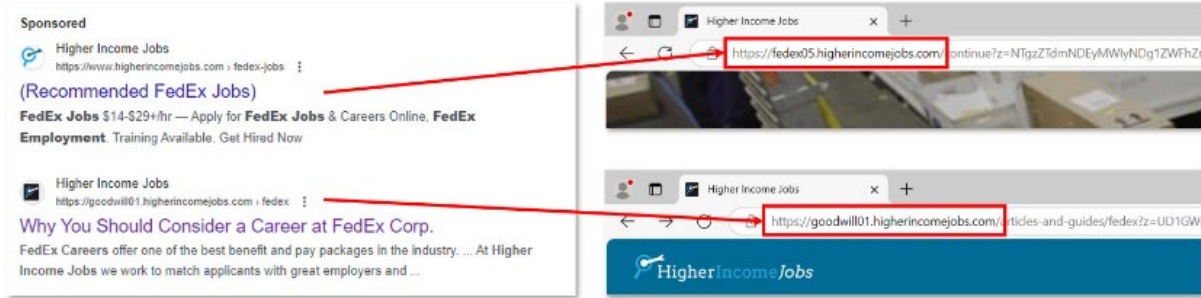 Sponsored
Higher Income Jobs
https://www.higherincomejobs.com › fedex-jobs
(Recommended FedEx Jobs)
FedEx Jobs $14-$29+/hr — Apply for FedEx Jobs & Careers Online, FedEx
Employment. Training Available. Get Hired Now
Higher Income Jobs
https://goodwill01.higherincomejobs.com › fedex
Why You Should Consider a Career at FedEx Corp.
FedEx Careers offer one of the best benefit and pay packages in the industry. ... At Higher
Income Jobs we work to match applicants with great employers and ...
Higher Income Jobs
https://fedex05.higherincomejobs.com/continue?z=NTgzZTdmNDEyMWIyNDg1ZWFhZm
Higher Income Jobs
https://goodwill01.higherincomejobs.com/articles-and-guides/fedex?z=UD1GW
HigherIncomeJobs